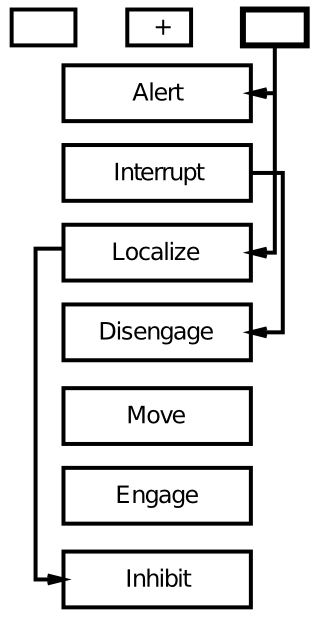 +
Alert
Interrupt
Localize
Disengage
Move
Engage
Inhibit